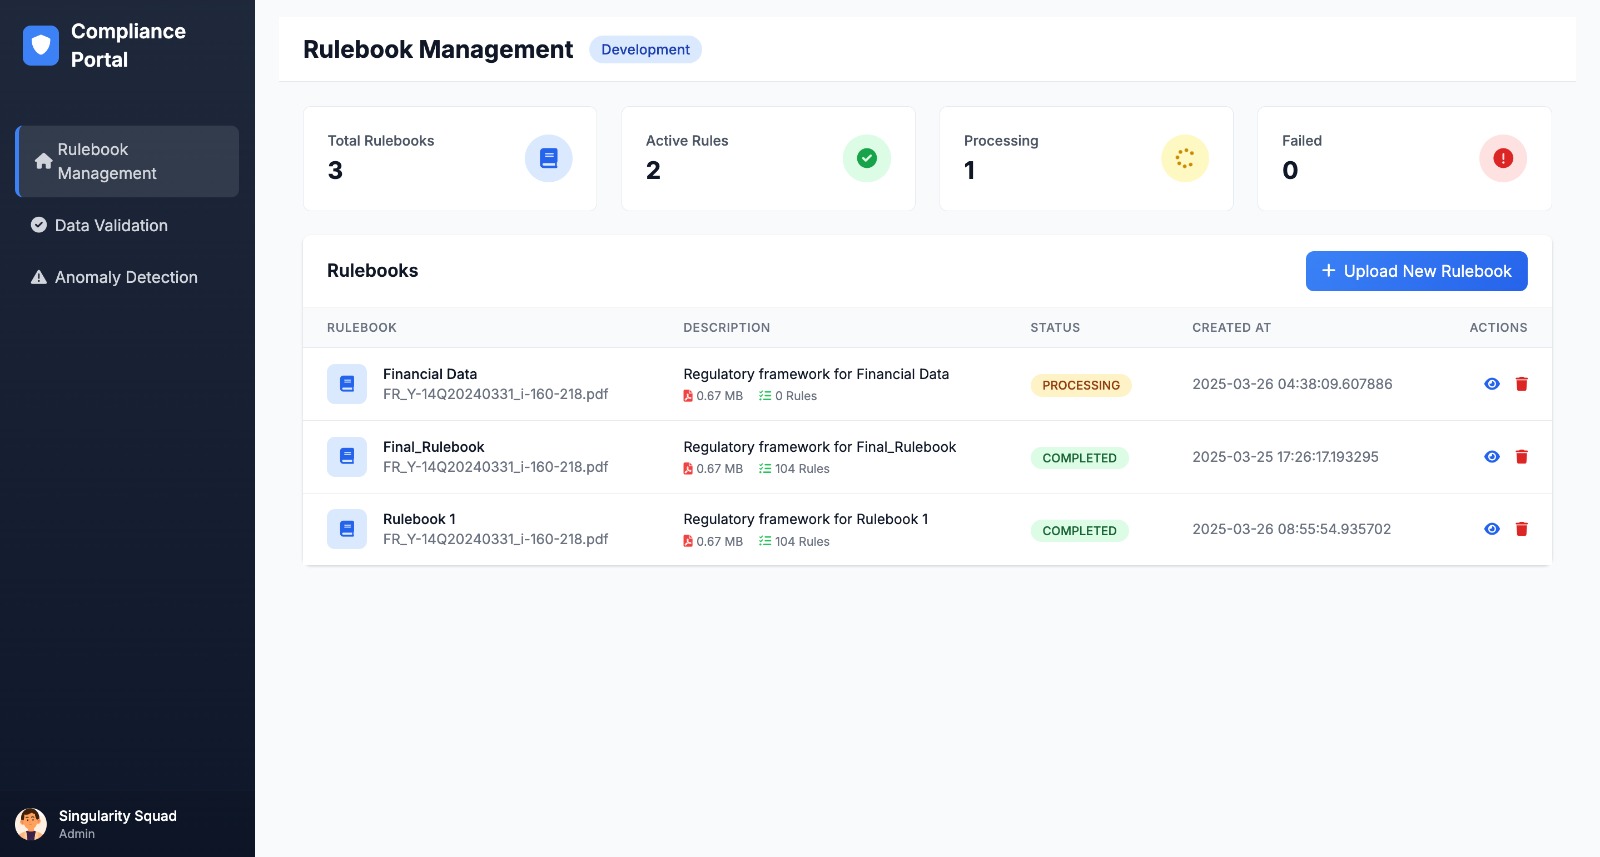 Compliance
Portal
Rulebook
Management
Data Validation
Anomaly Detection
Singularity Squad
Admin
Rulebook Management
Development
Total Rulebooks
3
Active Rules
2
Processing
1
Failed
0
Rulebooks
+ Upload New Rulebook
RULEBOOK DESCRIPTION STATUS CREATED AT ACTIONS
Financial Data
FR_Y-14Q20240331_i-160-218.pdf
Regulatory framework for Financial Data
0.67 MB 0 Rules
PROCESSING
2025-03-26 04:38:09.607886
Final_Rulebook
FR_Y-14Q20240331_i-160-218.pdf
Regulatory framework for Final_Rulebook
0.67 MB 104 Rules
COMPLETED
2025-03-25 17:26:17.193295
Rulebook 1
FR_Y-14Q20240331_i-160-218.pdf
Regulatory framework for Rulebook 1
0.67 MB 104 Rules
COMPLETED
2025-03-26 08:55:54.935702